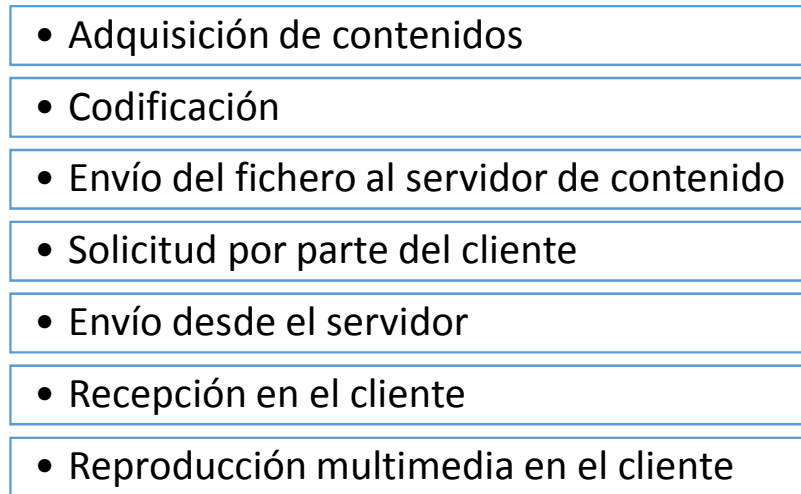 • Adquisición de contenidos
• Codificación
• Envío del fichero al servidor de contenido
• Solicitud por parte del cliente
• Envío desde el servidor
• Recepción en el cliente
• Reproducción multimedia en el cliente